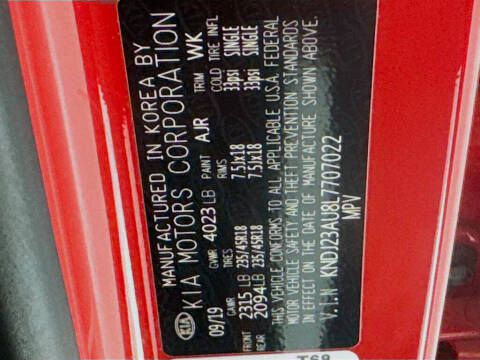 MANUFACTURED IN KOREA BY
KIA KIA MOTORS CORPORATION
09/19 GVWR 4023 LB PAINT AJR TRIM WK
GAWR TIRES RIMS COLD TIRE INFL
FRONT 2315 LB 235/45R18 7.5Jx18 33psi SINGLE
REAR 2094 LB 235/45R18 7.5Jx18 33psi SINGLE
THIS VEHICLE CONFORMS TO ALL APPLICABLE U.S.A. FEDERAL
MOTOR VEHICLE SAFETY AND THEFT PREVENTION STANDARDS
IN EFFECT ON THE DATE OF MANUFACTURE SHOWN ABOVE.
V.I.N KNDJ23AU8L7707022
MPV